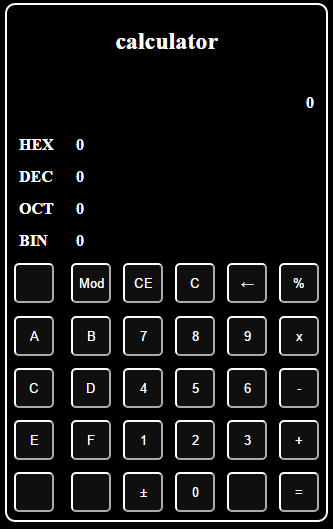 calculator
0
HEX 0
DEC 0
OCT 0
BIN 0
Mod CE C ← %
A B 7 8 9 x
C D 4 5 6 -
E F 1 2 3 +
± 0 =